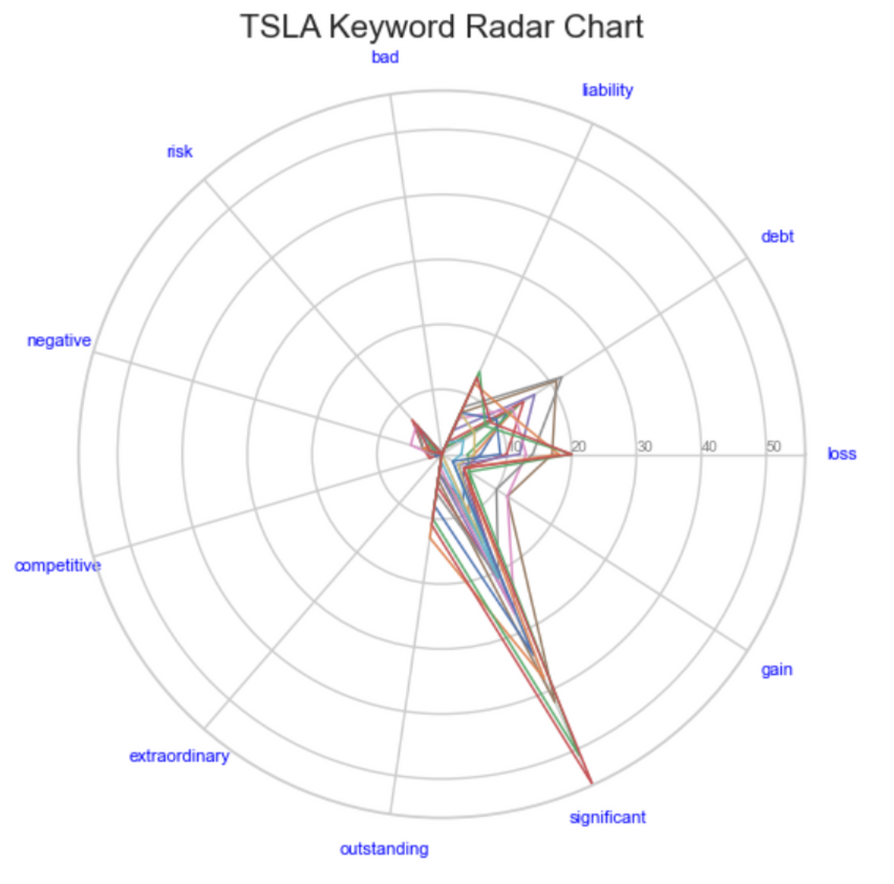 TSLA Keyword Radar Chart
bad
liability
risk
debt
negative
10 20 30 40 50
loss
competitive
gain
extraordinary
significant
outstanding